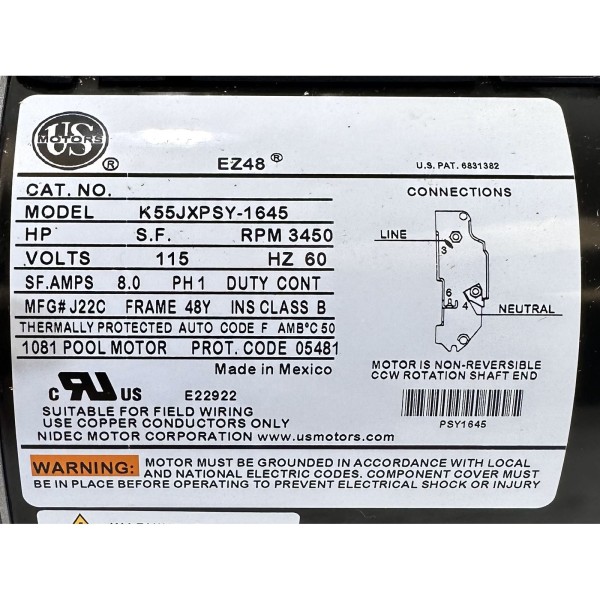 US
MOTORS
®
EZ48®
U.S. PAT. 6831382
CAT. NO.
MODEL K55JXPSY-1645
HP S.F. RPM 3450
VOLTS 115 HZ 60
SF.AMPS 8.0 PH 1 DUTY CONT
MFG# J22C FRAME 48Y INS CLASS B
THERMALLY PROTECTED AUTO CODE F AMB°C 50
1081 POOL MOTOR PROT. CODE 05481
Made in Mexico
C RU US E22922
SUITABLE FOR FIELD WIRING
USE COPPER CONDUCTORS ONLY
NIDEC MOTOR CORPORATION www.usmotors.com
CONNECTIONS
LINE
3
6
4
NEUTRAL
MOTOR IS NON-REVERSIBLE
CCW ROTATION SHAFT END
PSY1645
WARNING: MOTOR MUST BE GROUNDED IN ACCORDANCE WITH LOCAL
AND NATIONAL ELECTRIC CODES. COMPONENT COVER MUST
BE IN PLACE BEFORE OPERATING TO PREVENT ELECTRICAL SHOCK OR INJURY